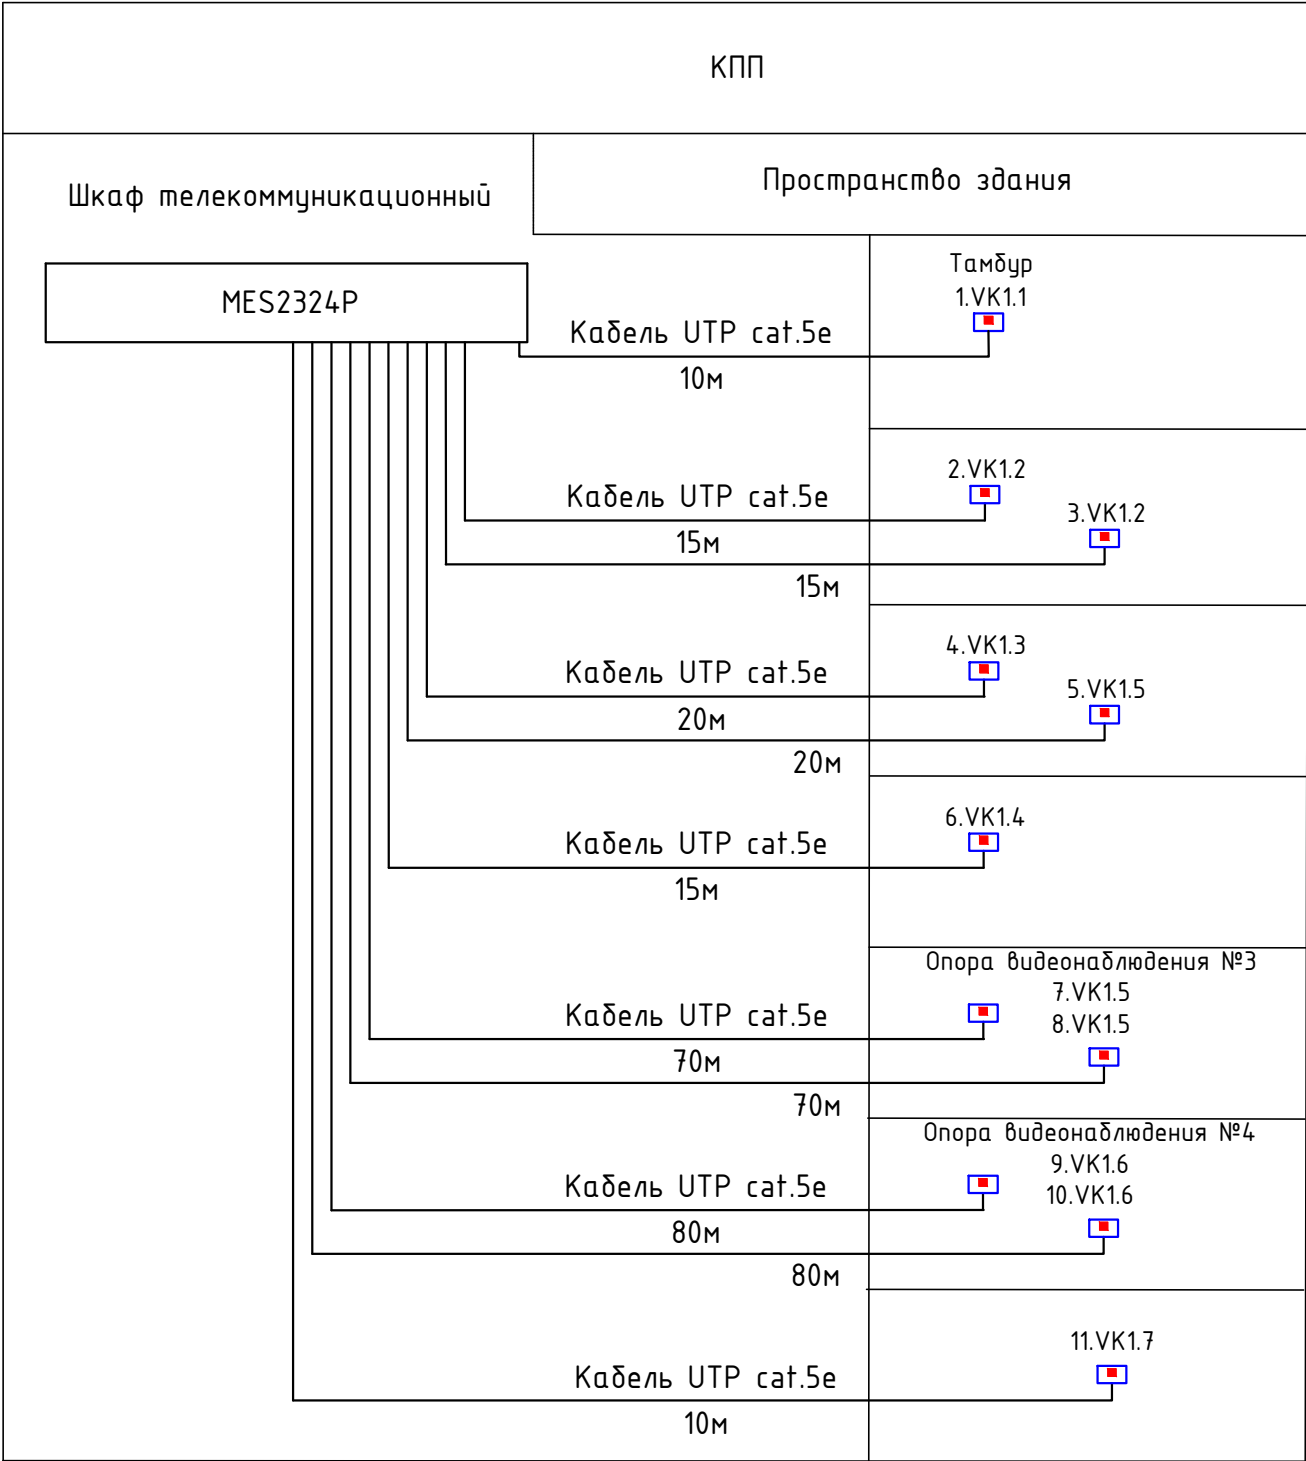 КПП
Шкаф телекоммуникационный
Пространство здания
MES2324P
Тамбур
1.VK1.1
Кабель UTP cat.5e
10м
2.VK1.2
Кабель UTP cat.5e
3.VK1.2
15м
15м
4.VK1.3
Кабель UTP cat.5e
5.VK1.5
20м
20м
6.VK1.4
Кабель UTP cat.5e
15м
Опора видеонаблюдения №3
7.VK1.5
8.VK1.5
Кабель UTP cat.5e
70м
70м
Опора видеонаблюдения №4
9.VK1.6
10.VK1.6
Кабель UTP cat.5e
80м
80м
11.VK1.7
Кабель UTP cat.5e
10м